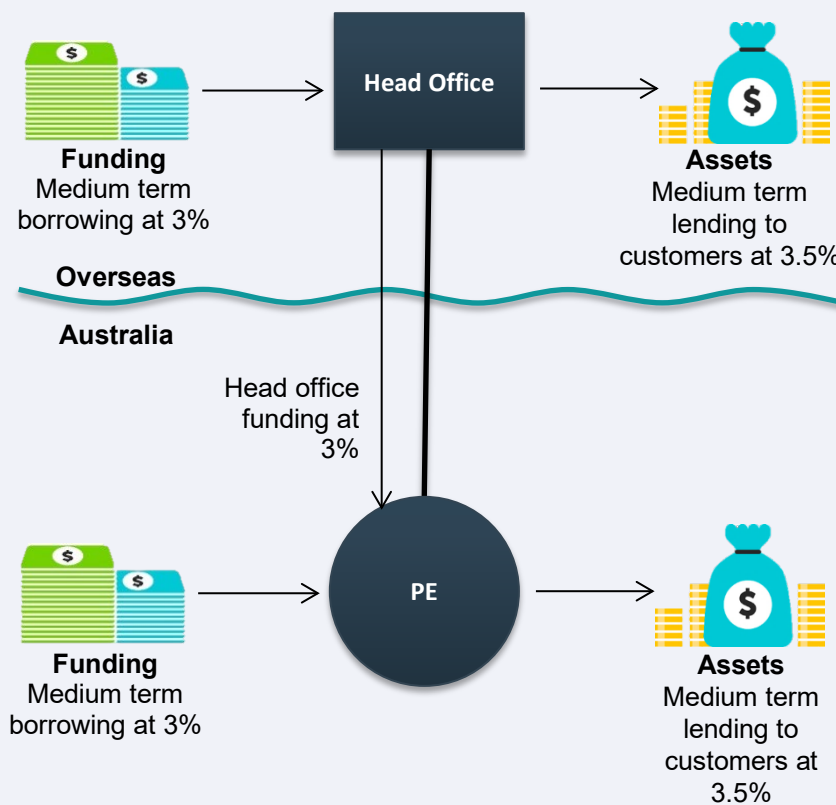 $
$
Head Office
$
Funding
Medium term
borrowing at 3%
Assets
Medium term
lending to
customers at 3.5%
Overseas
Australia
Head office
funding at
3%
$
$
PE
$
Funding
Medium term
borrowing at 3%
Assets
Medium term
lending to
customers at
3.5%